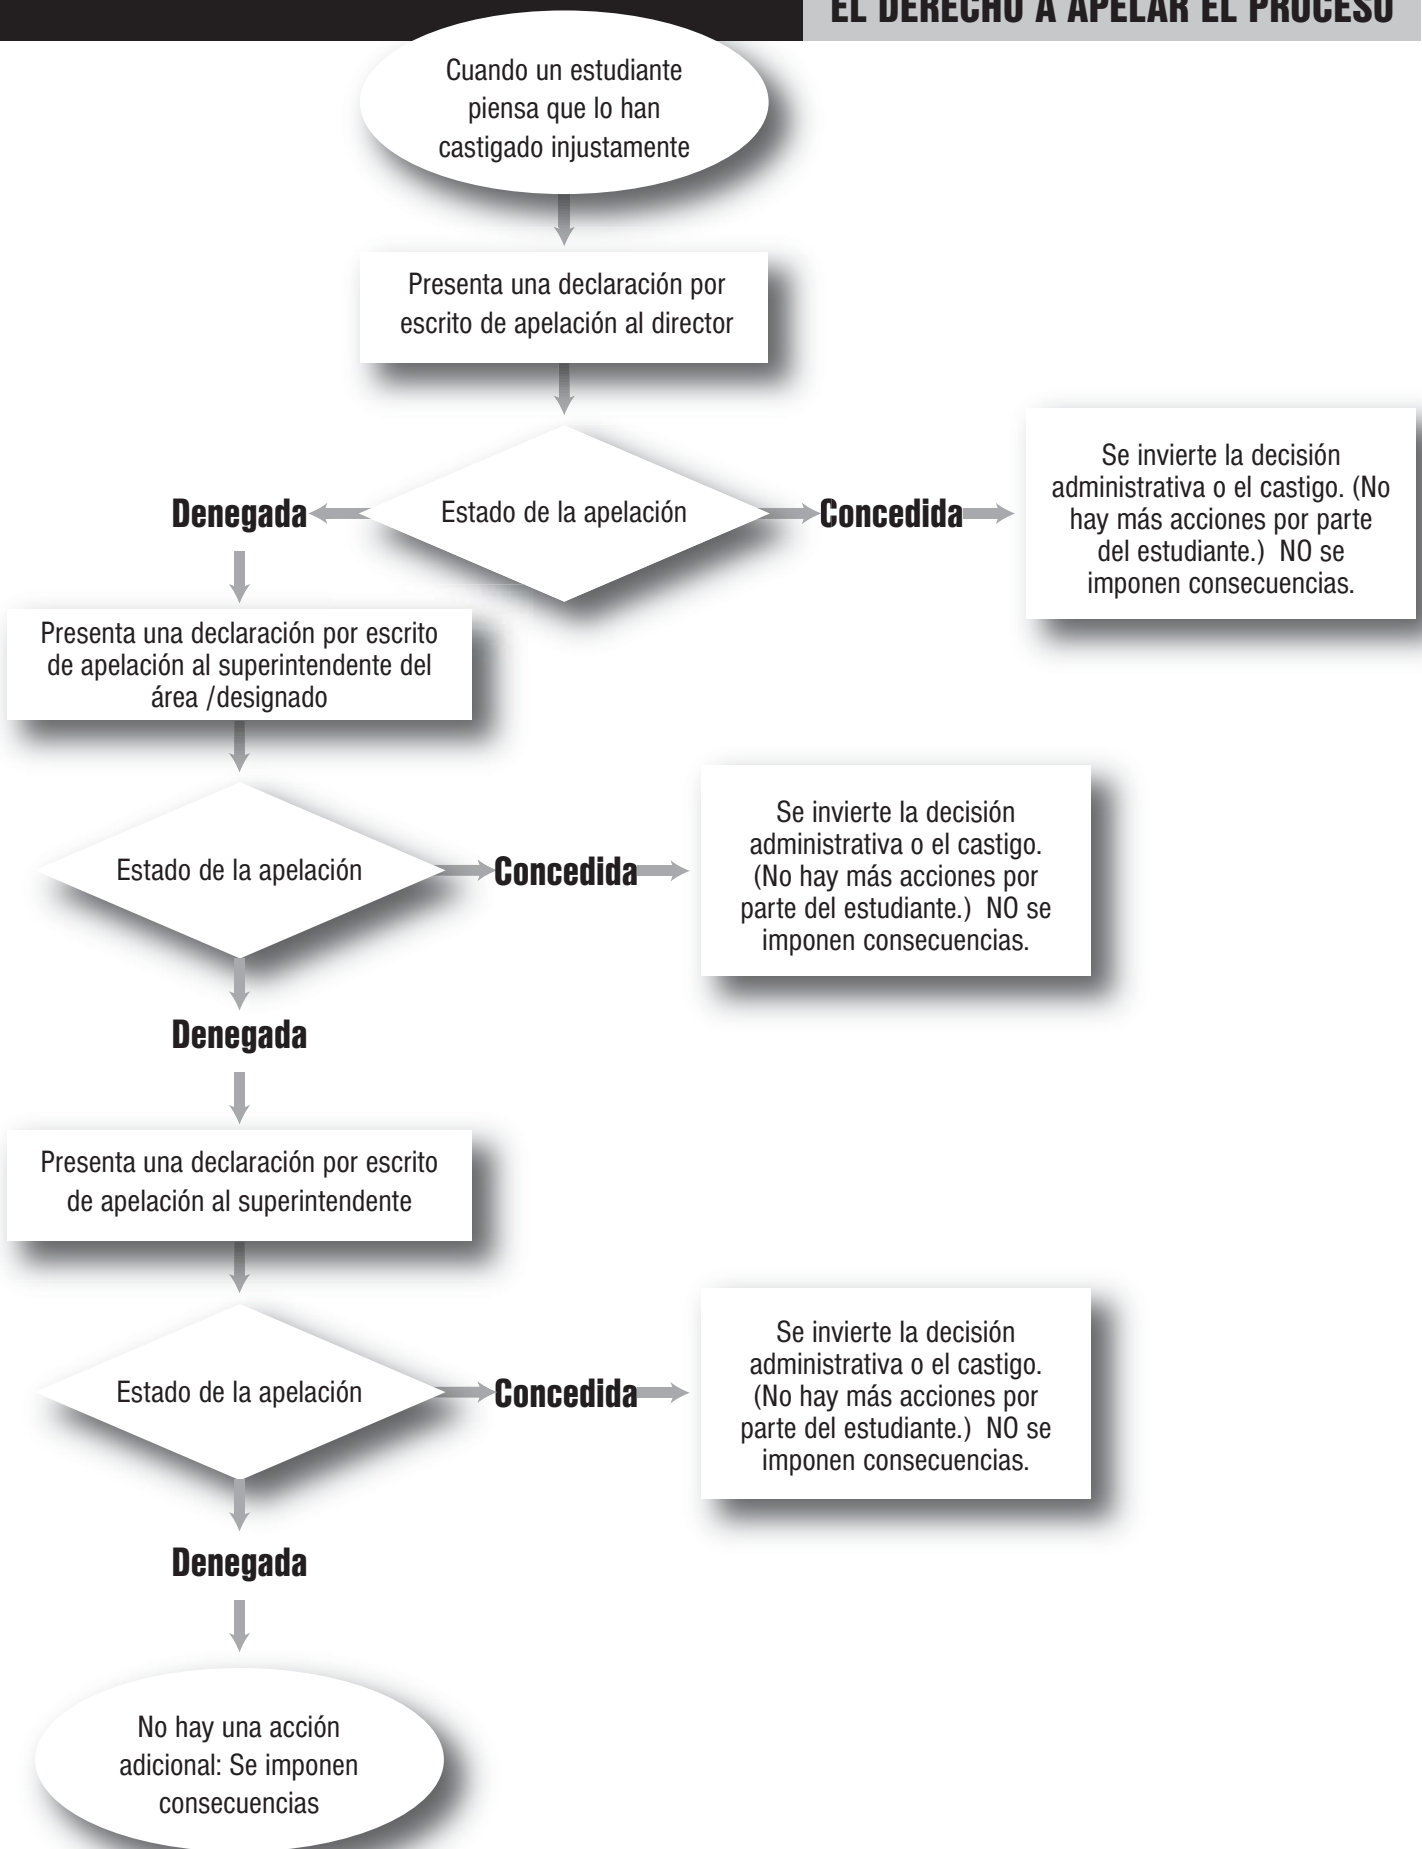 EL DERECHO A APELAR EL PROCESO
Cuando un estudiante
piensa que lo han
castigado injustamente
Presenta una declaración por
escrito de apelación al director
Denegada
Estado de la apelación
Concedida
Se invierte la decisión
administrativa o el castigo. (No
hay más acciones por parte
del estudiante.)  NO se
imponen consecuencias.
Presenta una declaración por escrito
de apelación al superintendente del
área /designado
Estado de la apelación
Concedida
Se invierte la decisión
administrativa o el castigo.
(No hay más acciones por
parte del estudiante.)  NO se
imponen consecuencias.
Denegada
Presenta una declaración por escrito
de apelación al superintendente
Estado de la apelación
Concedida
Se invierte la decisión
administrativa o el castigo.
(No hay más acciones por
parte del estudiante.)  NO se
imponen consecuencias.
Denegada
No hay una acción
adicional: Se imponen
consecuencias